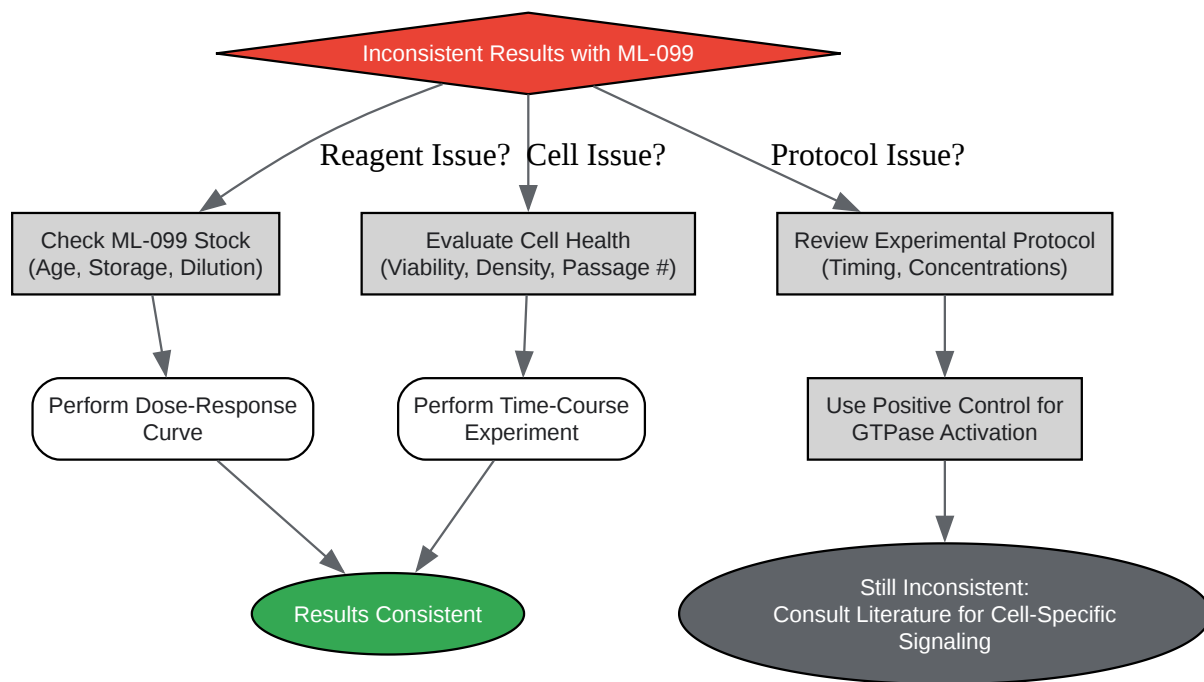 Inconsistent Results with ML-099
Reagent Issue?
Cell Issue?
Protocol Issue?
Check ML-099 Stock
(Age, Storage, Dilution)
Evaluate Cell Health
(Viability, Density, Passage #)
Review Experimental Protocol
(Timing, Concentrations)
Perform Dose-Response
Curve
Perform Time-Course
Experiment
Use Positive Control for
GTPase Activation
Results Consistent
Still Inconsistent:
Consult Literature for Cell-Specific
Signaling